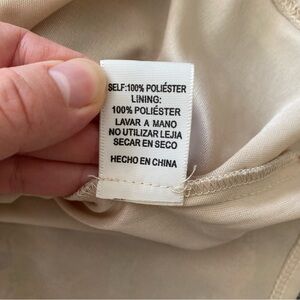 SELF:100% POLIÉSTER
LINING:
100% POLIÉSTER
LAVAR A MANO
NO UTILIZAR LEJIA
SECAR EN SECO
HECHO EN CHINA